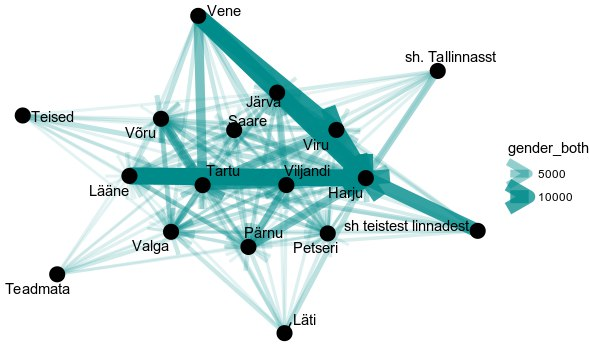 Vene
sh. Tallinnasst
Järva
Teised
Saare
Võru
Viru
gender_both
Tartu
Viljandi
5000
Lääne
Harju
10000
sh teistest linnadest
Pärnu
Valga
Petseri
Teadmata
Läti